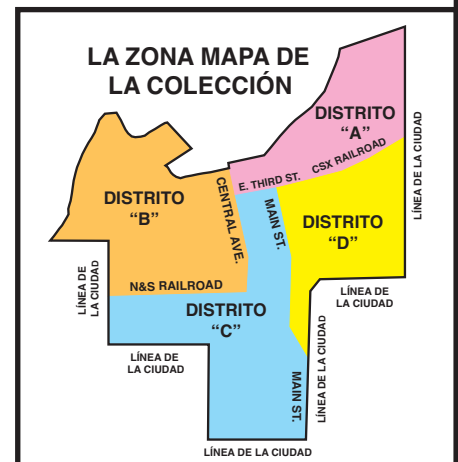 LA ZONA MAPA DE
LA COLECCIÓN
DISTRITO
“A”
CSX RAILROAD
E. THIRD ST.
LÍNEA DE LA CIUDAD
DISTRITO
“B”
CENTRAL AVE.
MAIN ST.
DISTRITO
“D”
N&S RAILROAD
LÍNEA DE
LA CIUDAD
LÍNEA DE
LA CIUDAD
DISTRITO
“C”
LÍNEA DE
LA CIUDAD
MAIN ST.
LÍNEA DE LA CIUDAD
LÍNEA DE LA CIUDAD